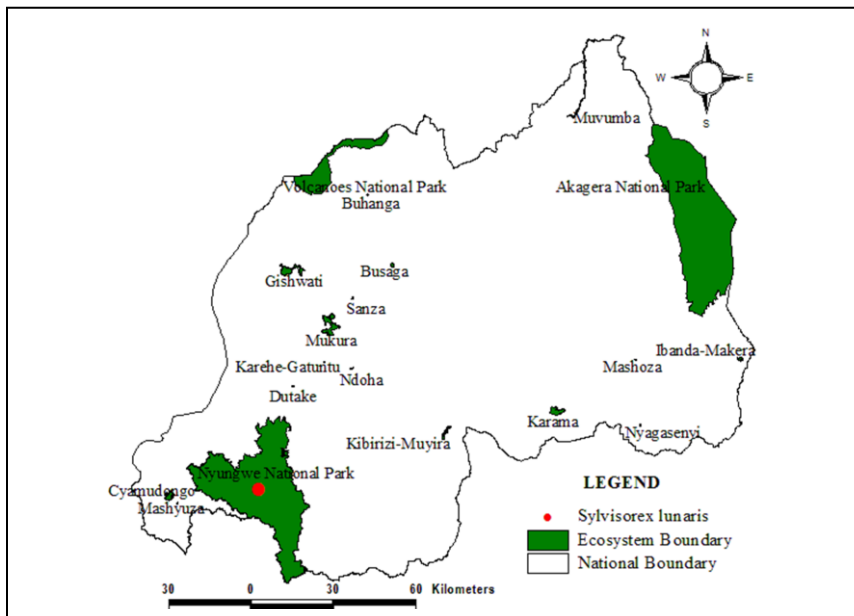 N
W E
S
Muvumba
Volcanoes National Park
Akagera National Park
Buhanga
Gishwati
Busaga
Sanza
Mukura
Ibanda-Makera
Karehe-Gaturitu
Ndoha
Mashoza
Dutake
Karama
Nyagasenyi
Kibirizi-Muyira
Nyungwe National Park
Cyamudongo
Mashyuza
LEGEND
Sylvisorex lunaris
Ecosystem Boundary
National Boundary
30 0 30 60 Kilometers